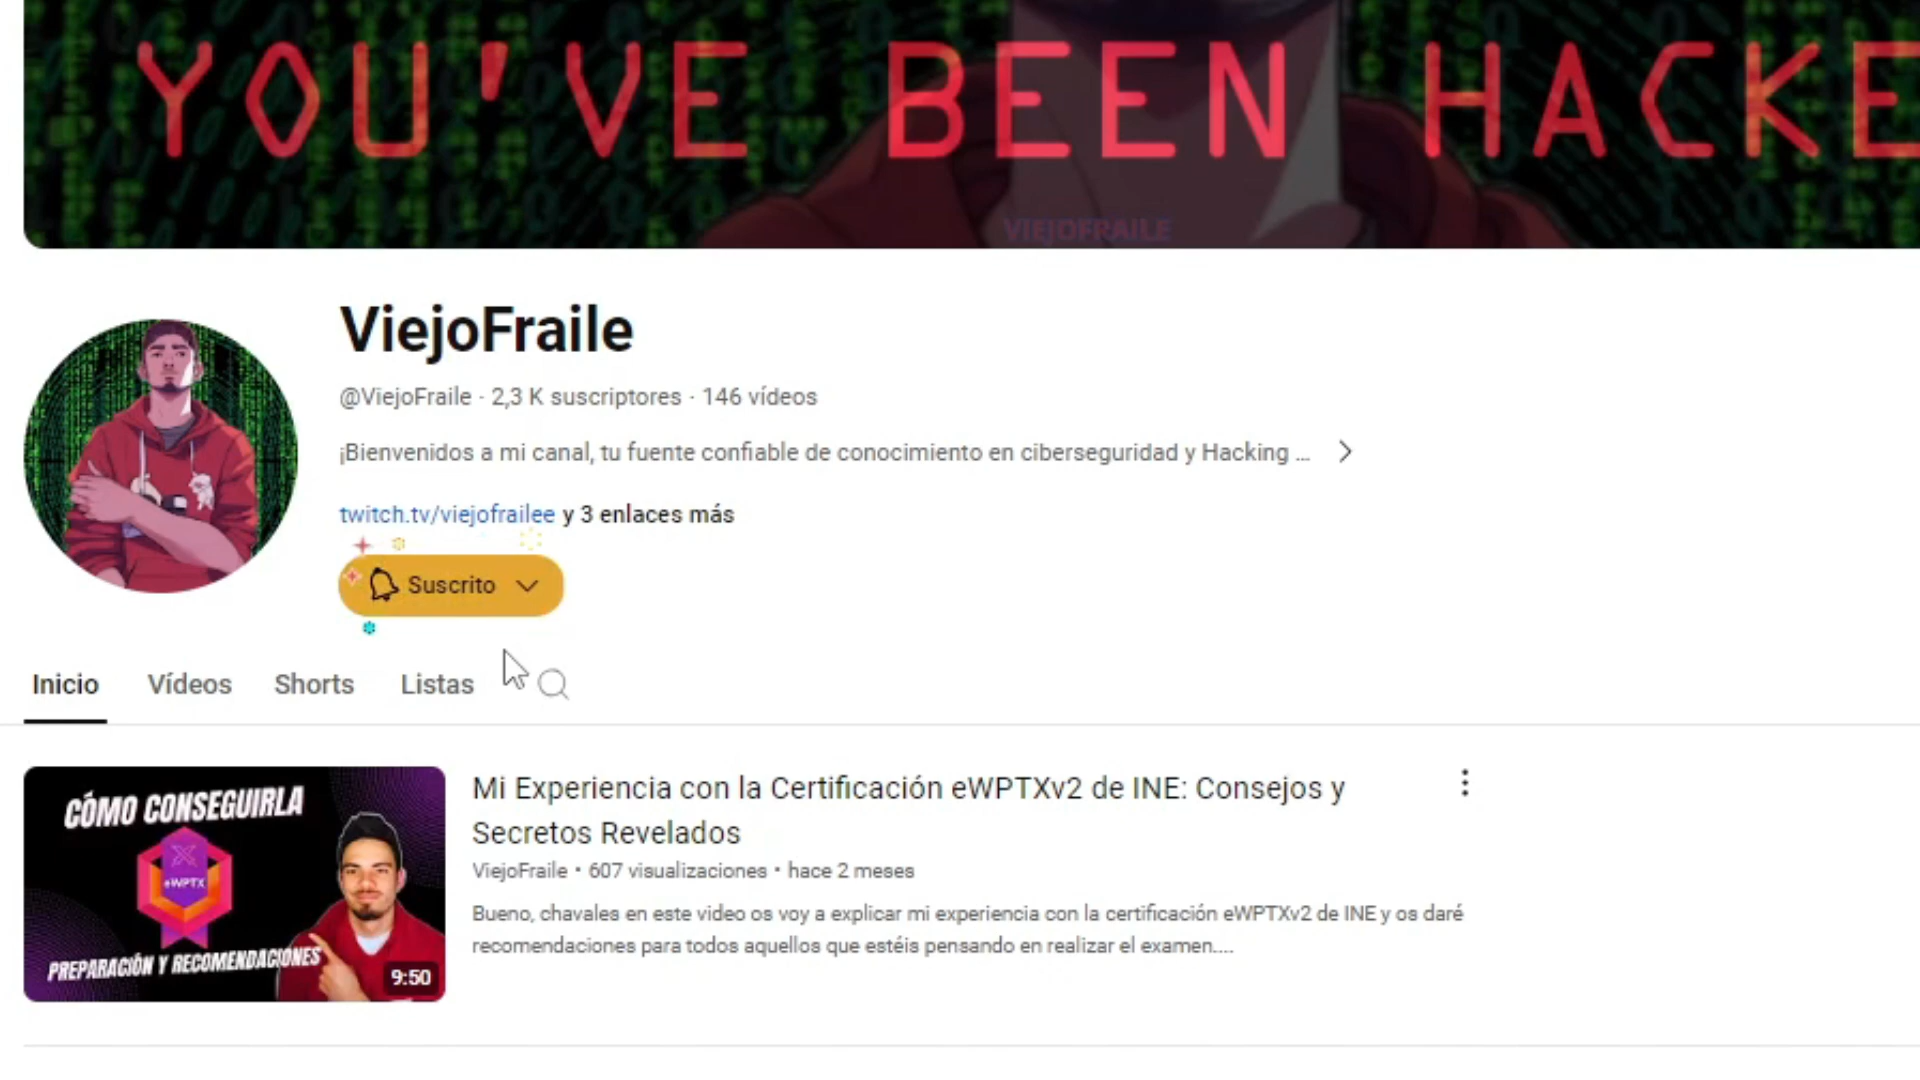 YOU'VE BEEN HACKE
VIEJOFRAILE
ViejoFraile
@ViejoFraile · 2,3 K suscriptores · 146 vídeos
¡Bienvenidos a mi canal, tu fuente confiable de conocimiento en ciberseguridad y Hacking ...
twitch.tv/viejofrailee y 3 enlaces más
Suscrito
Inicio Vídeos Shorts Listas
CÓMO CONSEGUIRLA
eWPTX
PREPARACIÓN Y RECOMENDACIONES
9:50
Mi Experiencia con la Certificación eWPTXv2 de INE: Consejos y
Secretos Revelados
ViejoFraile • 607 visualizaciones • hace 2 meses
Bueno, chavales en este video os voy a explicar mi experiencia con la certificación eWPTXv2 de INE y os daré
recomendaciones para todos aquellos que estéis pensando en realizar el examen....